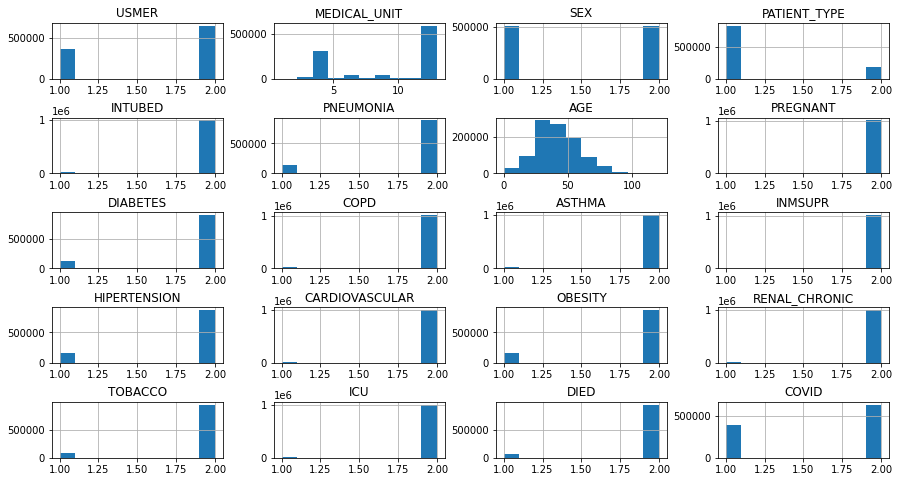 USMER MEDICAL_UNIT SEX PATIENT_TYPE
500000 500000 500000 500000
0 0 0 0
1.00 1.25 1.50 1.75 2.00 5 10 1.00 1.25 1.50 1.75 2.00 1.00 1.25 1.50 1.75 2.00
INTUBED PNEUMONIA AGE PREGNANT
1e6 1e6
1 500000 200000 1
0 0 0 0
1.00 1.25 1.50 1.75 2.00 1.00 1.25 1.50 1.75 2.00 0 50 100 1.00 1.25 1.50 1.75 2.00
DIABETES COPD ASTHMA INMSUPR
1e6 1e6 1e6
500000 1 1 1
0 0 0 0
1.00 1.25 1.50 1.75 2.00 1.00 1.25 1.50 1.75 2.00 1.00 1.25 1.50 1.75 2.00 1.00 1.25 1.50 1.75 2.00
HIPERTENSION CARDIOVASCULAR OBESITY RENAL_CHRONIC
1e6 1e6
500000 1 500000 1
0 0 0 0
1.00 1.25 1.50 1.75 2.00 1.00 1.25 1.50 1.75 2.00 1.00 1.25 1.50 1.75 2.00 1.00 1.25 1.50 1.75 2.00
TOBACCO ICU DIED COVID
1e6
500000 1 500000 500000
0 0 0 0
1.00 1.25 1.50 1.75 2.00 1.00 1.25 1.50 1.75 2.00 1.00 1.25 1.50 1.75 2.00 1.00 1.25 1.50 1.75 2.00